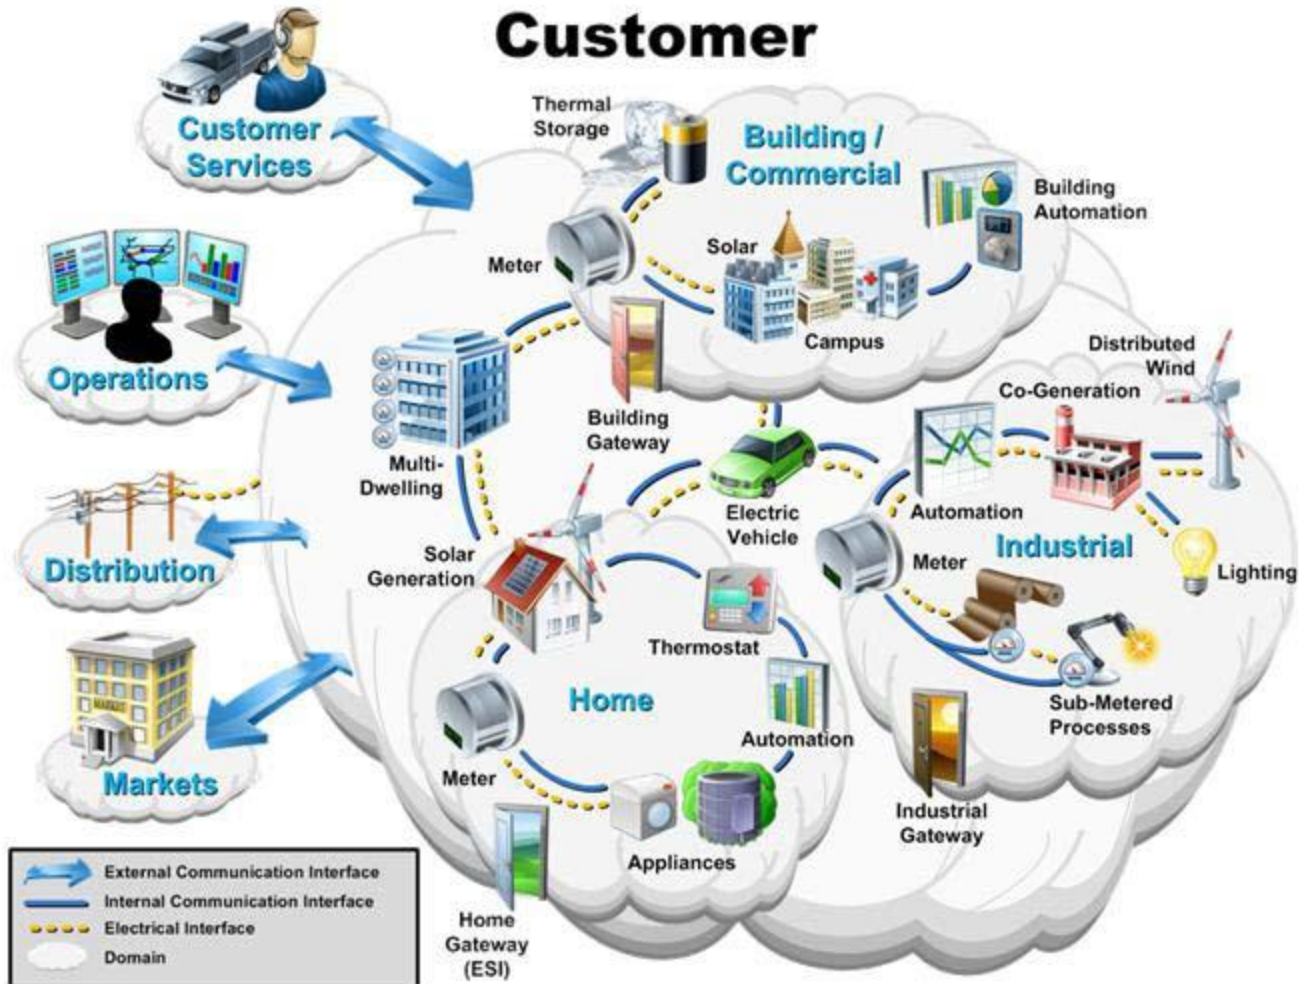 Customer
Customer
Services
Thermal
Storage
Building /
Commercial
Building
Automation
Meter
Solar
Campus
Operations
Building
Gateway
Multi-
Dwelling
Distributed
Wind
Co-Generation
Electric
Vehicle
Automation
Industrial
Meter
Lighting
Distribution
Solar
Generation
Thermostat
Home
Automation
Sub-Metered
Processes
MARKET
Markets
Meter
Industrial
Gateway
Appliances
Home
Gateway
(ESI)
External Communication Interface
Internal Communication Interface
Electrical Interface
Domain